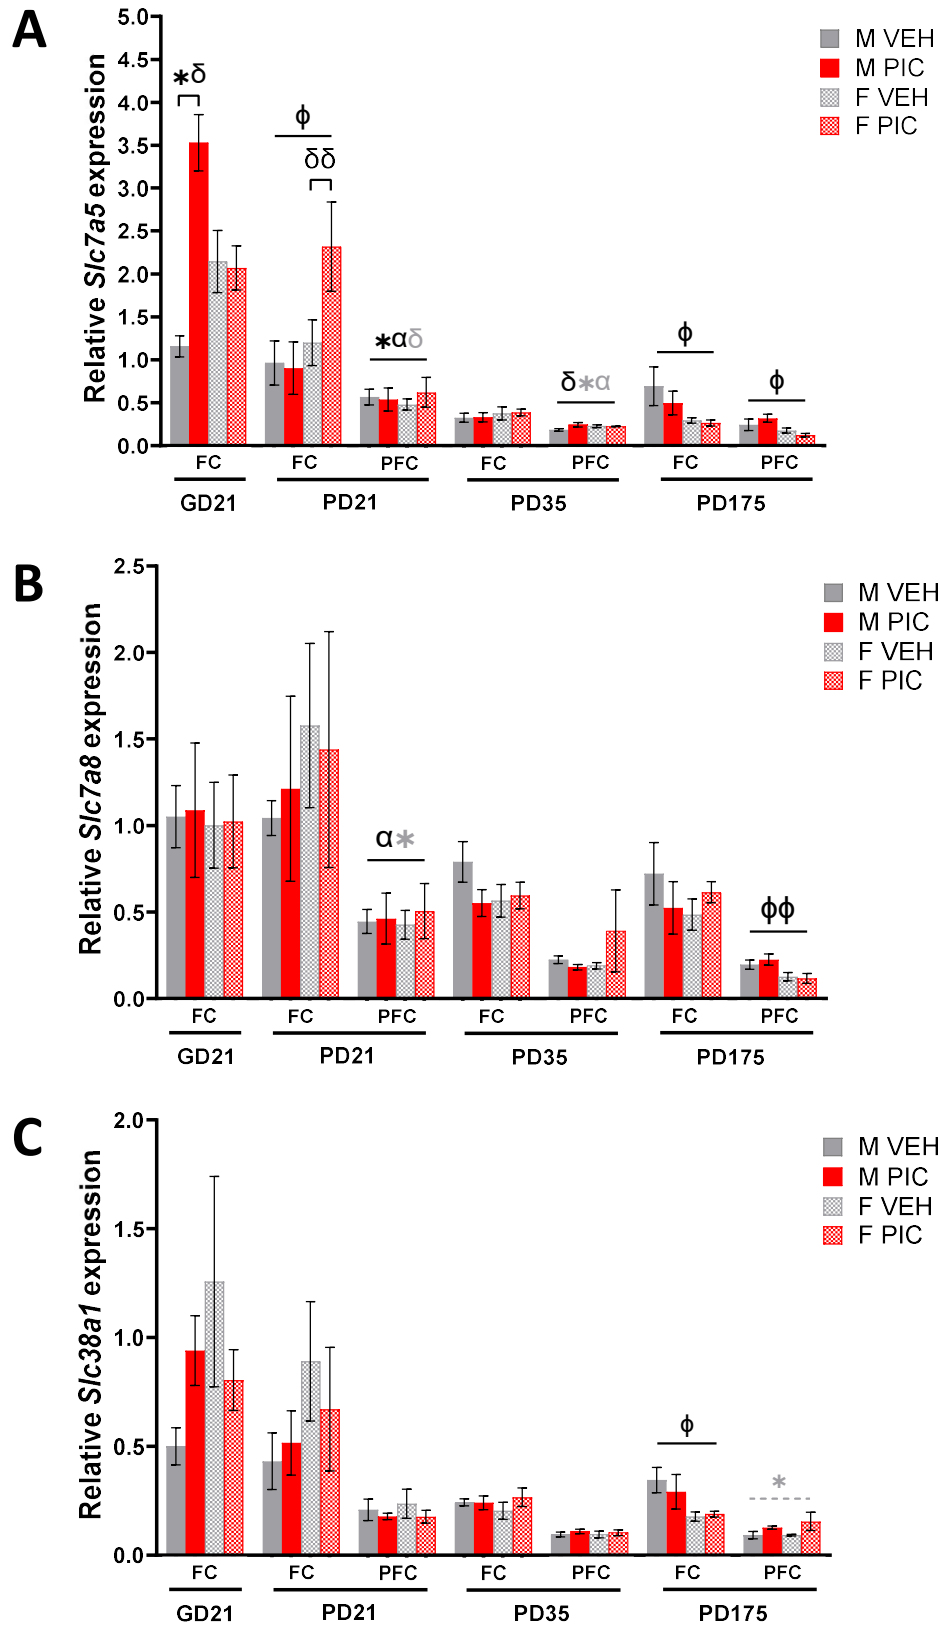 A
Relative Slc7a5 expression
5.0
4.5
4.0
3.5
3.0
2.5
2.0
1.5
1.0
0.5
0.0
*δ
ϕ
δδ
*αδ
δ*α
ϕ
ϕ
M VEH
M PIC
F VEH
F PIC
FC FC PFC FC PFC FC PFC
GD21 PD21 PD35 PD175
B
Relative Slc7a8 expression
2.5
2.0
1.5
1.0
0.5
0.0
α*
ϕϕ
M VEH
M PIC
F VEH
F PIC
FC FC PFC FC PFC FC PFC
GD21 PD21 PD35 PD175
C
Relative Slc38a1 expression
2.0
1.5
1.0
0.5
0.0
ϕ
*
M VEH
M PIC
F VEH
F PIC
FC FC PFC FC PFC FC PFC
GD21 PD21 PD35 PD175